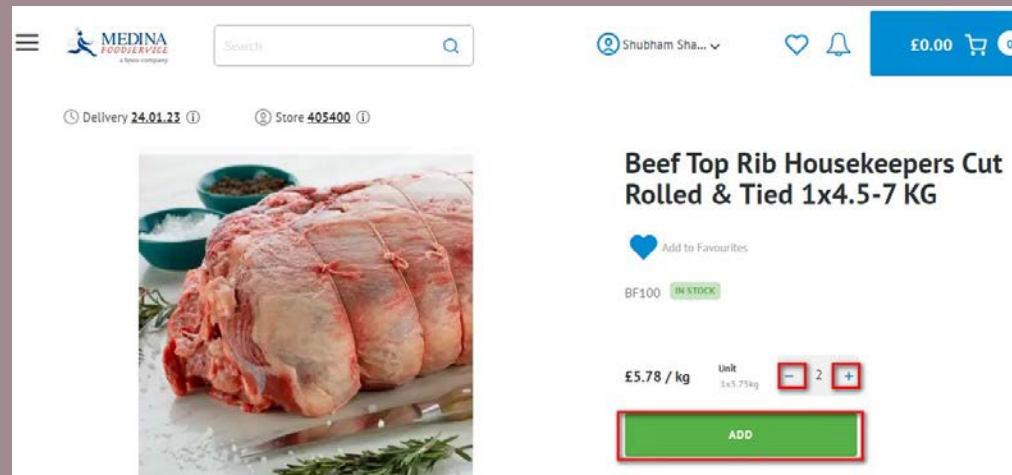 MEDINA
FOODSERVICE
a Sysco company
Search
Shubham Sha...
£0.00
Delivery 24.01.23
Store 405400
Beef Top Rib Housekeepers Cut
Rolled & Tied 1x4.5-7 KG
Add to Favourites
BF100 IN STOCK
£5.78 / kg
Unit
1x5.75kg
- 2 +
ADD